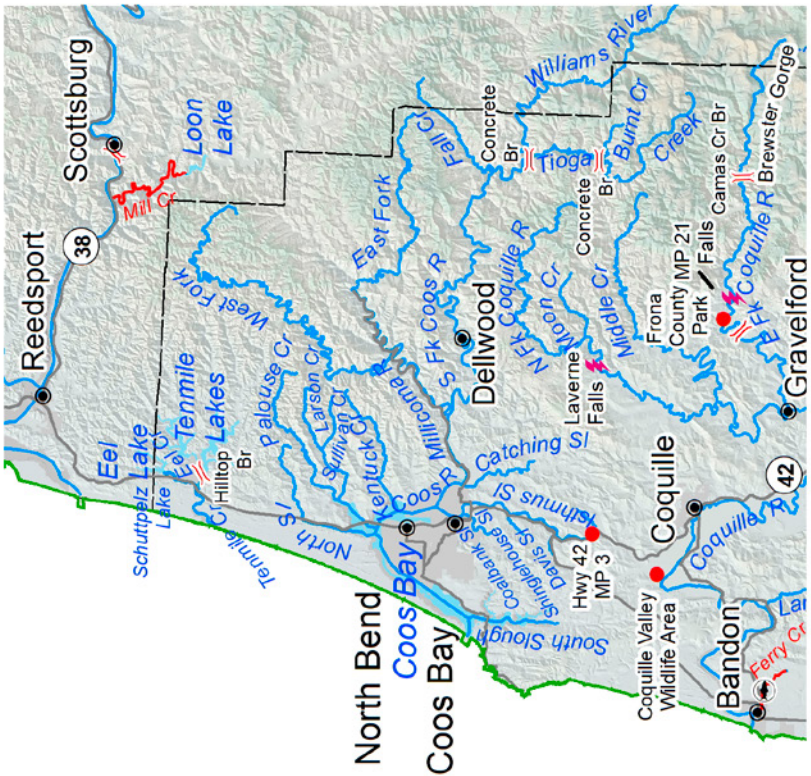 Scottsburg
Loon
Lake
Mill Cr
Reedsport
38
Williams River
Fall Cr
Concrete
Br
Tioga
Burnt Cr
Creek
Concrete
Br
Camas Cr Br
Brewster Gorge
East Fork
West Fork
Eel
Lake
Tenmile
Lakes
Eel Cr
Schuttpelz
Lake
Hilltop
Br
Tenmile Cr
Palouse Cr
Larson Cr
Sullivan Cr
Kentuck Cr
North Sl
Millicoma R
S Fk Coos R
Dellwood
NFk Coquille R
Moon Cr
Middle Cr
Laverne
Falls
Frona
County
Park
MP 21
Falls
EFk Coquille R
Gravelford
CoosR
Catching Sl
Isthmus Sl
Coalbank Sl
Shinglehouse Sl
Davis Sl
South Slough
North Bend
Coos Bay
Coos Bay
Hwy 42
MP 3
Coquille
42
Coquille R
Coquille Valley
Wildlife Area
Bandon
Ferry Cr
Lar